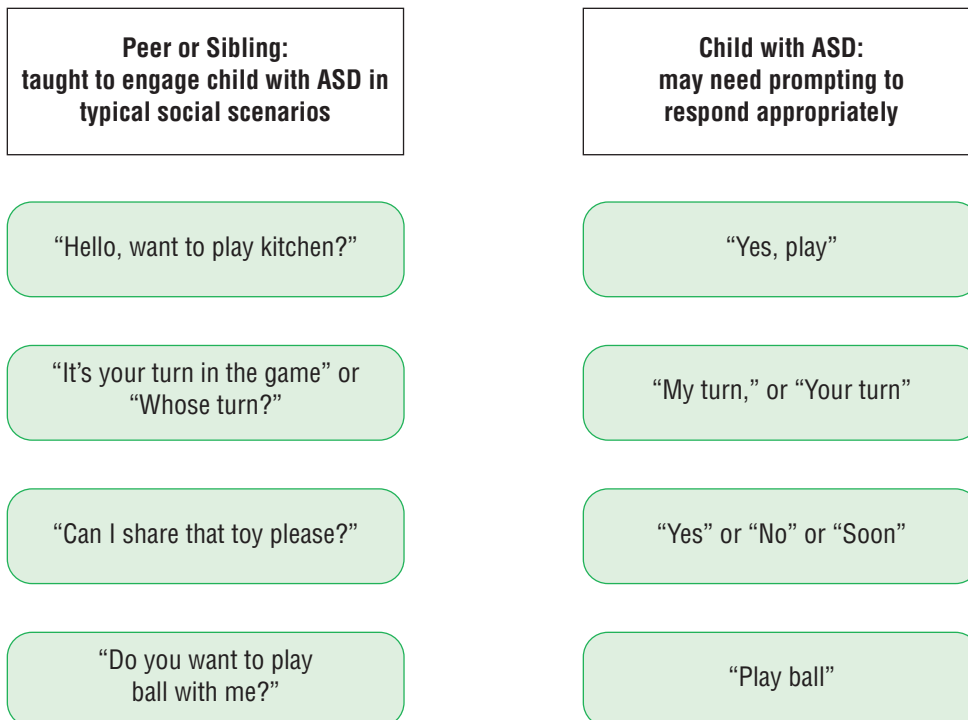 Peer or Sibling:
taught to engage child with ASD in
typical social scenarios
Child with ASD:
may need prompting to
respond appropriately
“Hello, want to play kitchen?”
“Yes, play”
“It’s your turn in the game” or
“Whose turn?”
“My turn,” or “Your turn”
“Can I share that toy please?”
“Yes” or “No” or “Soon”
“Do you want to play
ball with me?”
“Play ball”